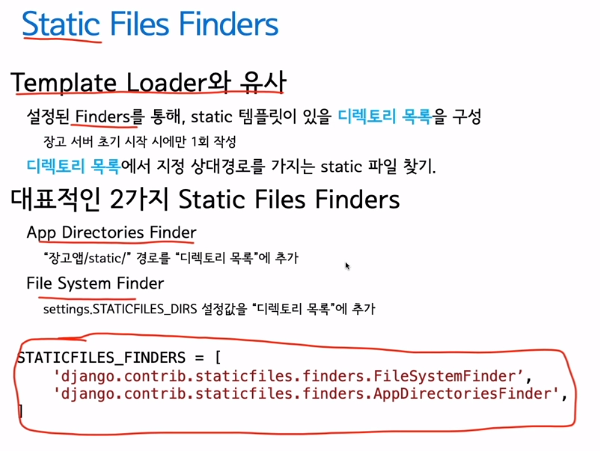 Static Files Finders
Template Loader와 유사
설정된 Finders를 통해, static 템플릿이 있을 디렉토리 목록을 구성
장고 서버 초기 시작 시에만 1회 작성
디렉토리 목록에서 지정 상대경로를 가지는 static 파일 찾기.
대표적인 2가지 Static Files Finders
App Directories Finder
“장고앱/static/” 경로를 “디렉토리 목록”에 추가
File System Finder
settings.STATICFILES_DIRS 설정값을 “디렉토리 목록”에 추가
STATICFILES_FINDERS = [
'django.contrib.staticfiles.finders.FileSystemFinder’,
'django.contrib.staticfiles.finders.AppDirectoriesFinder',
]